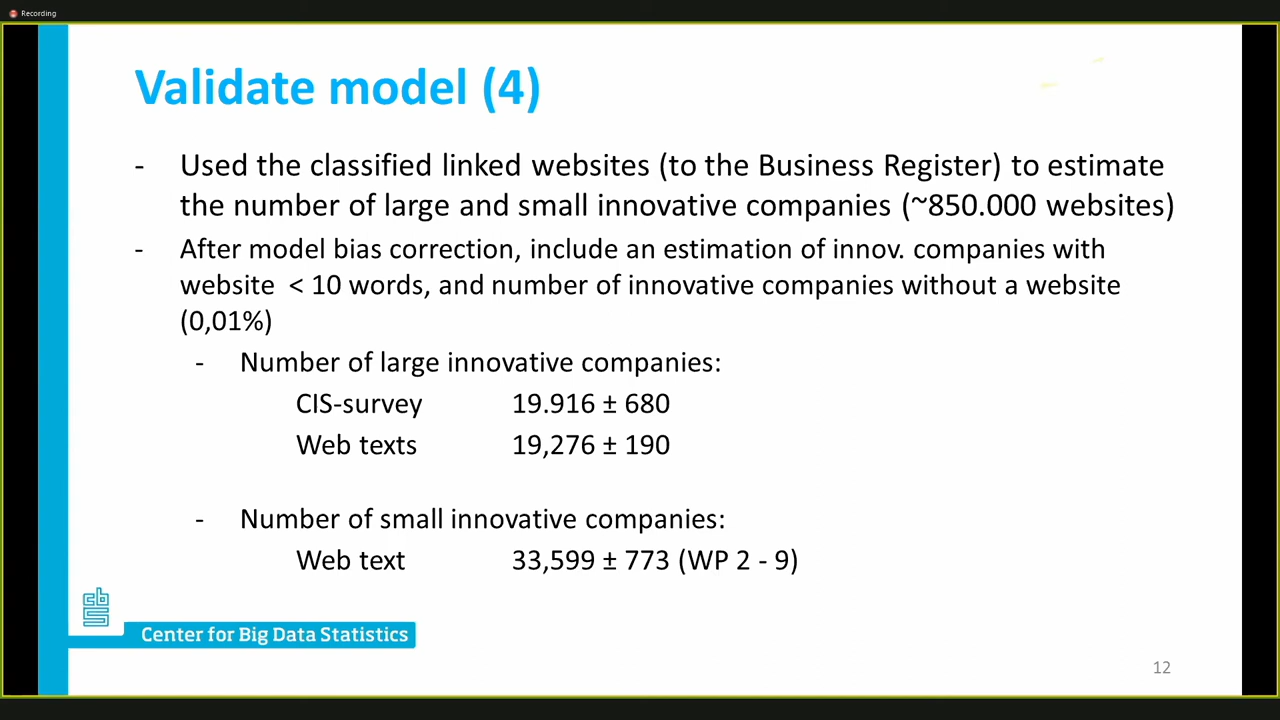 Recording
Validate model (4)
- Used the classified linked websites (to the Business Register) to estimate
the number of large and small innovative companies (~850.000 websites)
- After model bias correction, include an estimation of innov. companies with
website < 10 words, and number of innovative companies without a website
(0,01%)
- Number of large innovative companies:
CIS-survey 19.916 ± 680
Web texts 19,276 ± 190
- Number of small innovative companies:
Web text 33,599 ± 773 (WP 2 - 9)
cbs
Center for Big Data Statistics
12